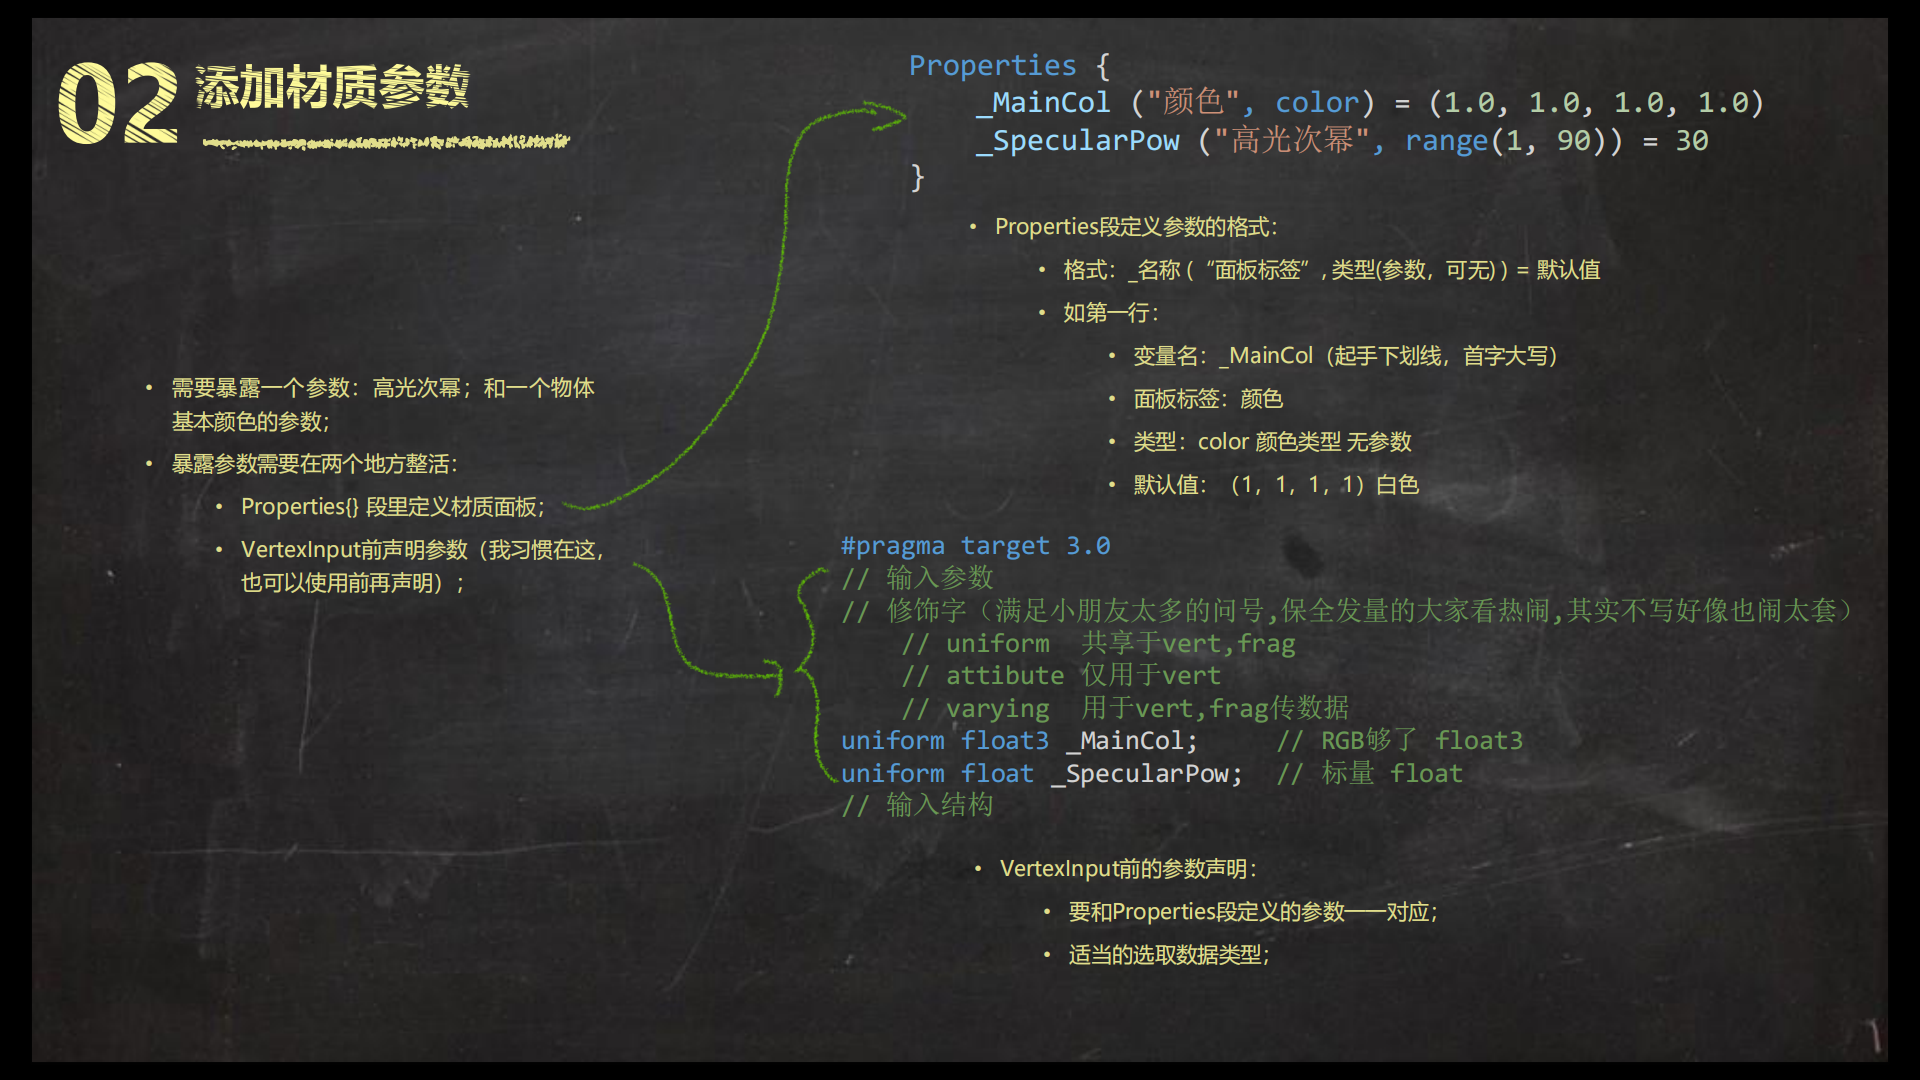 02 添加材质参数
• 需要暴露一个参数：高光次幂；和一个物体
基本颜色的参数；
• 暴露参数需要在两个地方整活：
• Properties{} 段里定义材质面板；
• VertexInput前声明参数（我习惯在这，
也可以使用前再声明）；
Properties {
_MainCol ("颜色", color) = (1.0, 1.0, 1.0, 1.0)
_SpecularPow ("高光次幂", range(1, 90)) = 30
}
• Properties段定义参数的格式：
• 格式：_名称 (“面板标签”, 类型(参数，可无) ) = 默认值
• 如第一行：
• 变量名：_MainCol（起手下划线，首字大写）
• 面板标签：颜色
• 类型：color 颜色类型 无参数
• 默认值：（1，1，1，1）白色
#pragma target 3.0
// 输入参数
// 修饰字（满足小朋友太多的问号,保全发量的大家看热闹,其实不写好像也闹太套）
// uniform 共享于vert,frag
// attibute 仅用于vert
// varying 用于vert,frag传数据
uniform float3 _MainCol; // RGB够了 float3
uniform float _SpecularPow; // 标量 float
// 输入结构
• VertexInput前的参数声明：
• 要和Properties段定义的参数一一对应；
• 适当的选取数据类型；